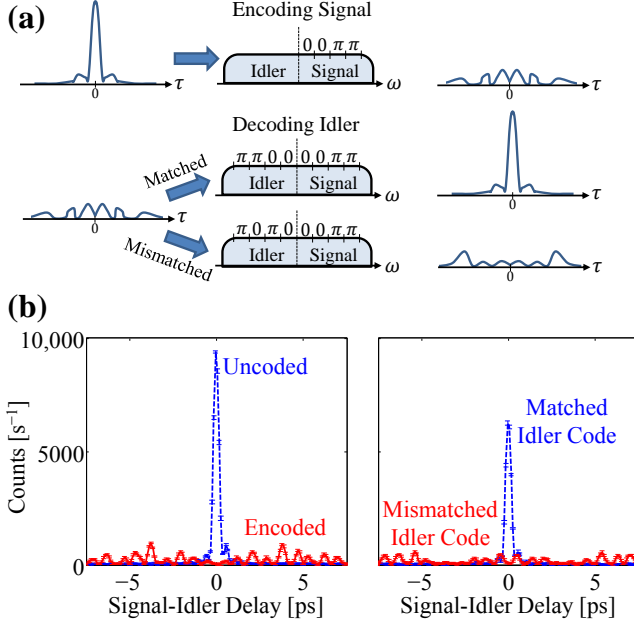 (a)
Encoding Signal
0 0 π π
Idler Signal
τ
0
ω
τ
0
Decoding Idler
Matched
π π 0 0 0 0 π π
Idler Signal
ω
τ
0
τ
0
Mismatched
π 0 π 0 0 0 π π
Idler Signal
ω
τ
0
(b)
10,000
5000
0
Counts [s⁻¹]
Uncoded
Encoded
−5 0 5
Signal-Idler Delay [ps]
Matched
Idler Code
Mismatched
Idler Code
−5 0 5
Signal-Idler Delay [ps]